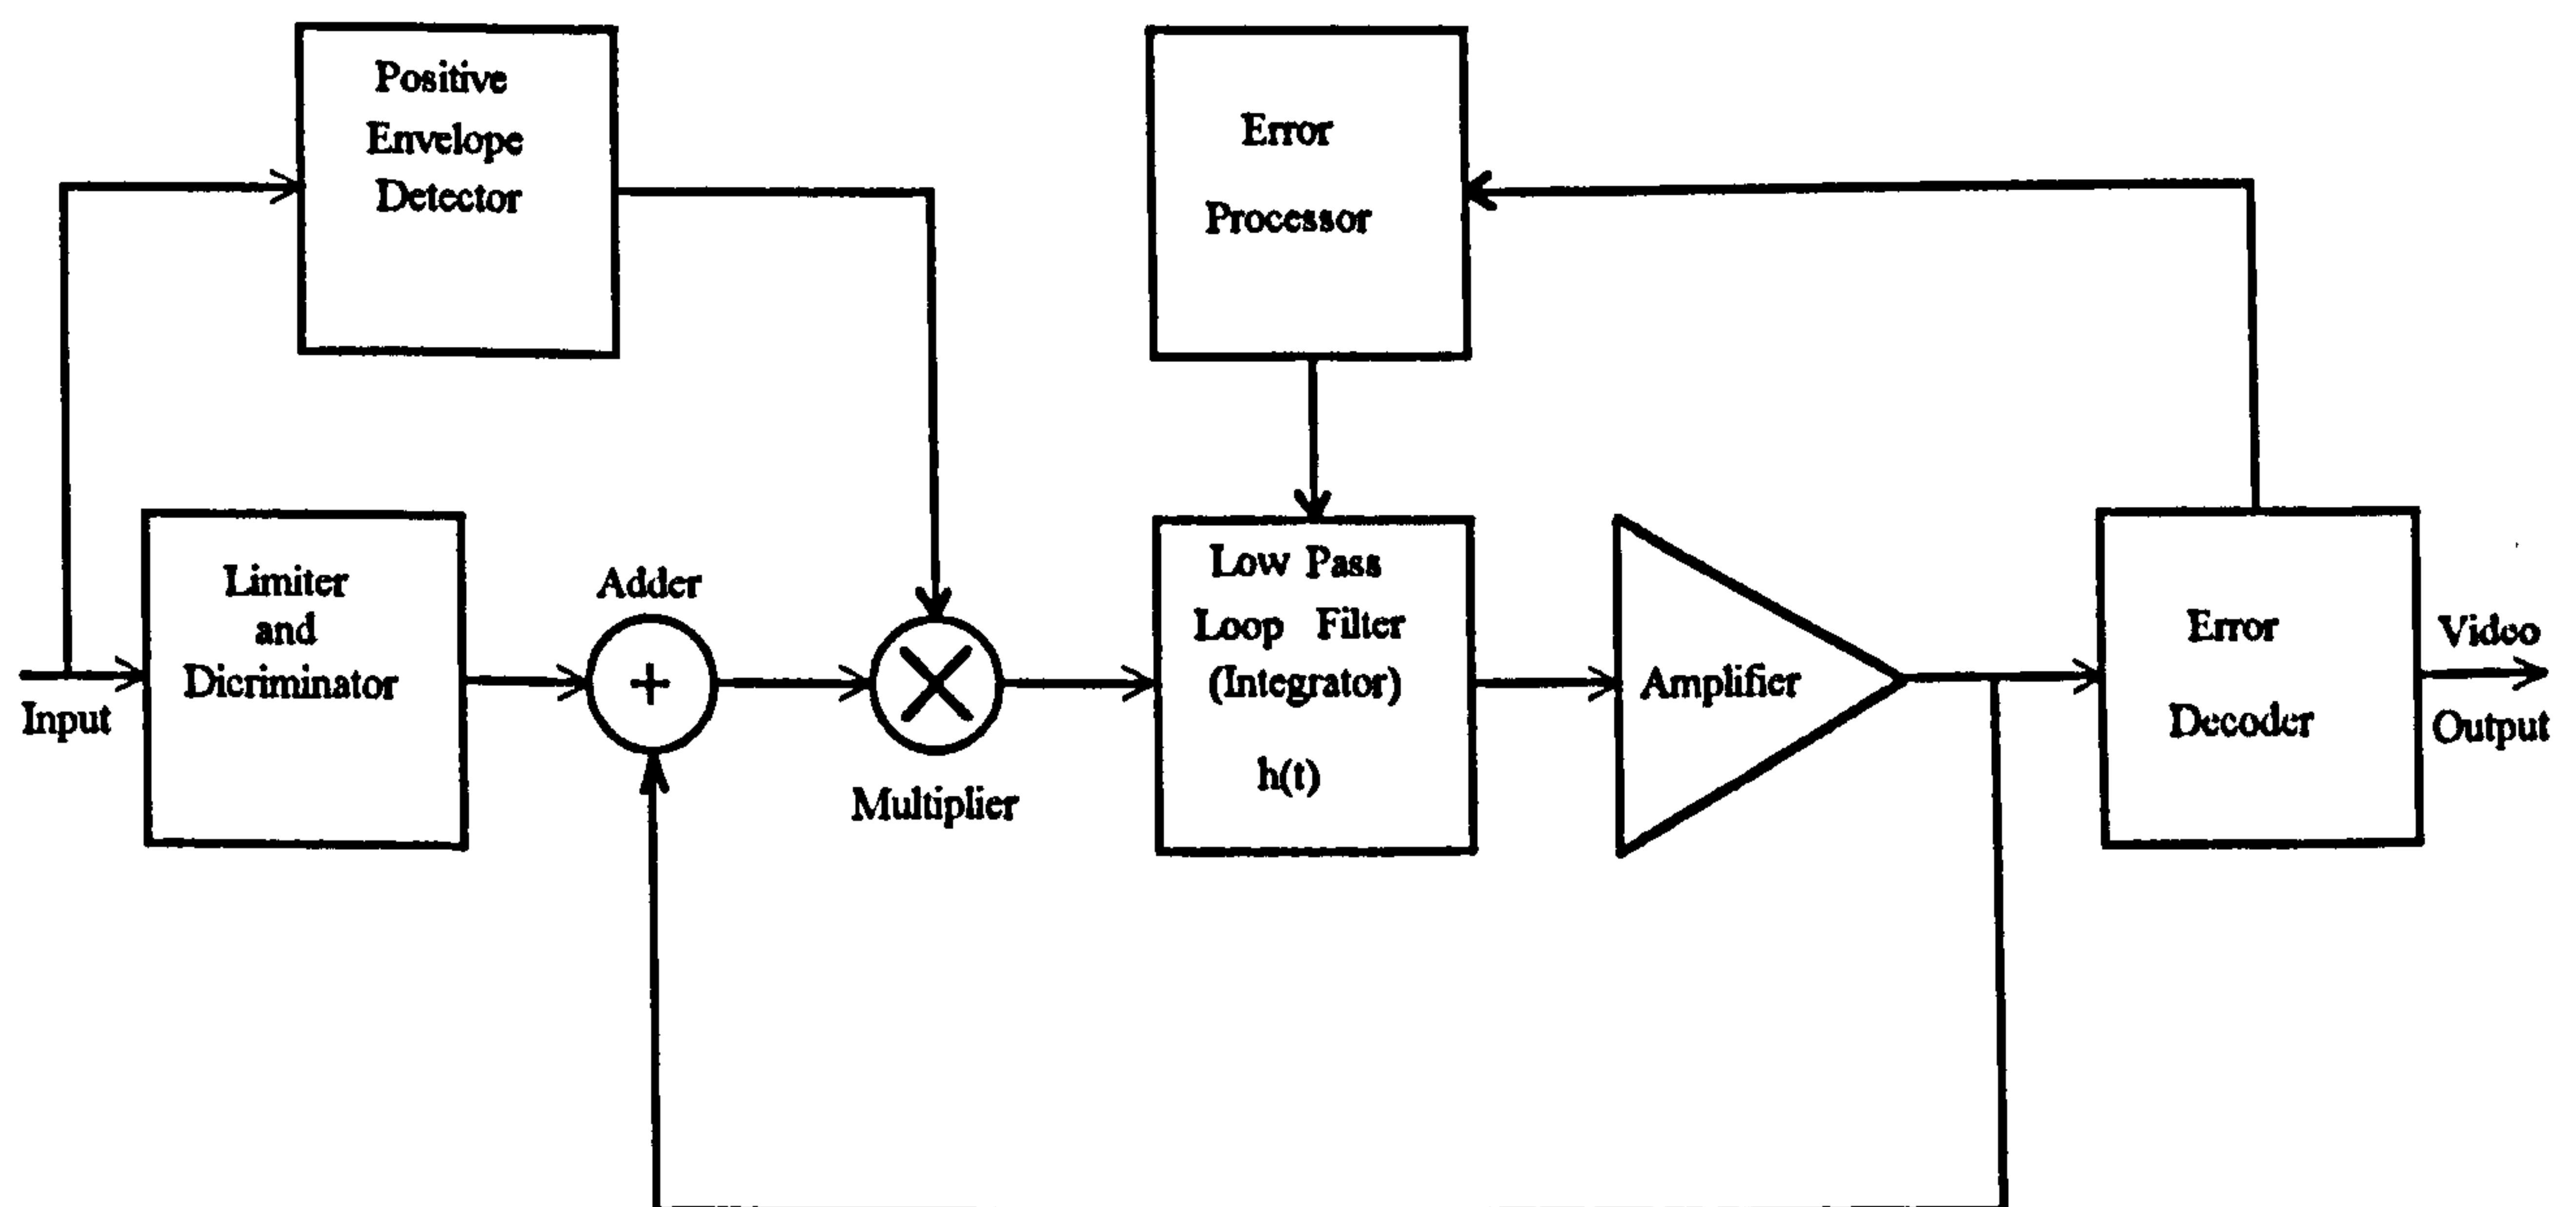 Positive
Envelope
Detector
Error
Processor
Limiter
and
Dicriminator
Input
Adder
+
Multiplier
Low Pass
Loop Filter
(Integrator)
h(t)
Amplifier
Error
Decoder
Video
Output